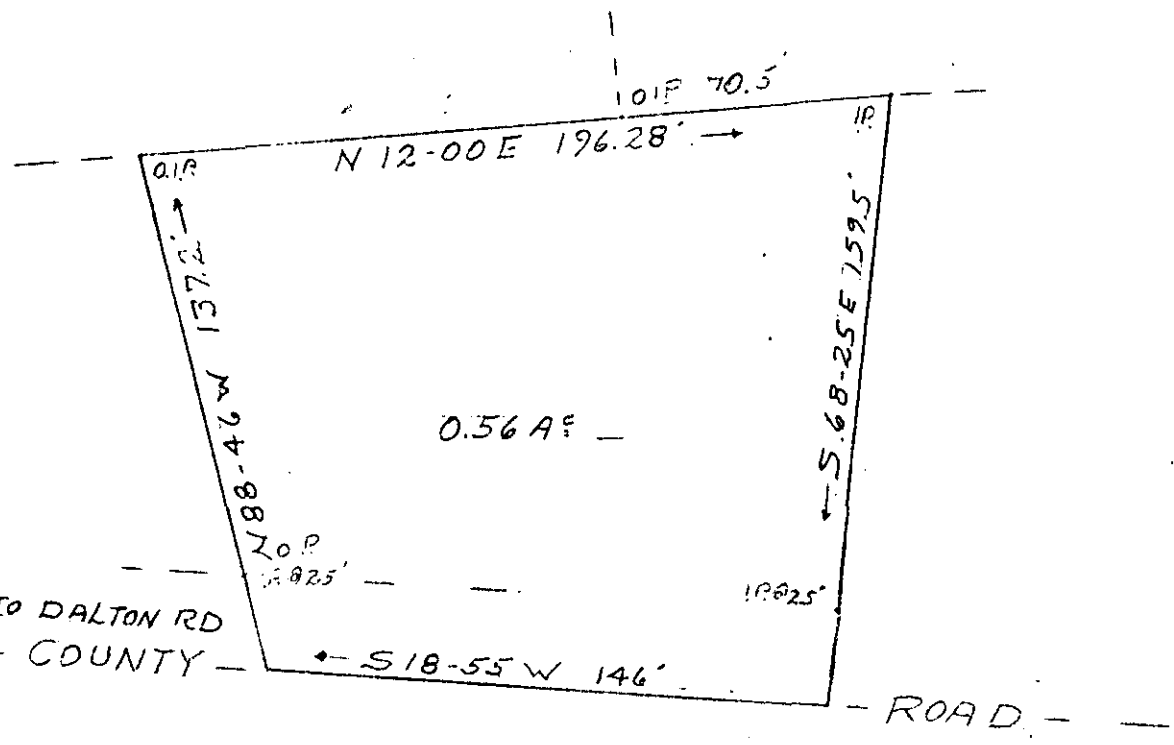 O.I.P. 70.5'
I.P.
N 12-00 E 196.28'
O.I.P.
N 88-46 W 137.2'
S. 68-25 E 159.5'
0.56 Ac
O.P.
@25'
I.P.@25'
TO DALTON RD
COUNTY
S 18-55 W 146'
ROAD